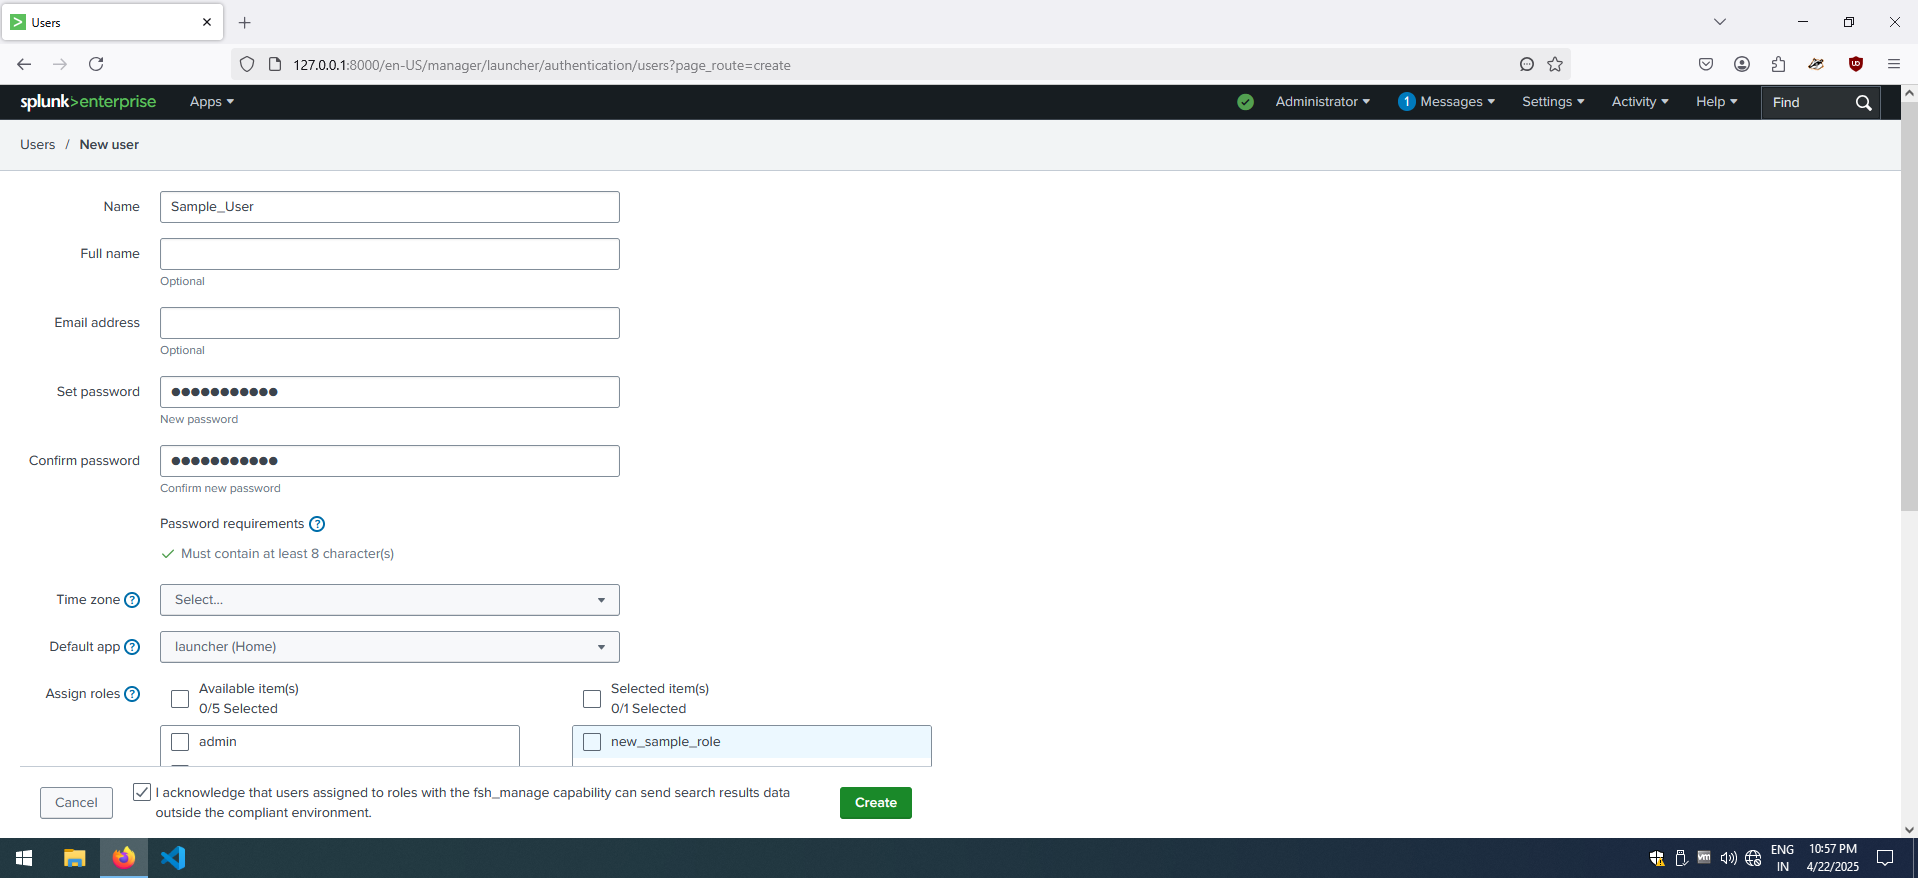 Users
127.0.0.1:8000/en-US/manager/launcher/authentication/users?page_route=create
splunk>enterprise Apps Administrator 1 Messages Settings Activity Help Find
Users / New user
Name Sample_User
Full name
Optional
Email address
Optional
Set password ●●●●●●●●●●●
New password
Confirm password ●●●●●●●●●●●
Confirm new password
Password requirements ?
Must contain at least 8 character(s)
Time zone ? Select...
Default app ? launcher (Home)
Assign roles ? Available item(s) Selected item(s)
0/5 Selected 0/1 Selected
admin new_sample_role
Cancel I acknowledge that users assigned to roles with the fsh_manage capability can send search results data Create
outside the compliant environment.
ENG 10:57 PM
IN 4/22/2025